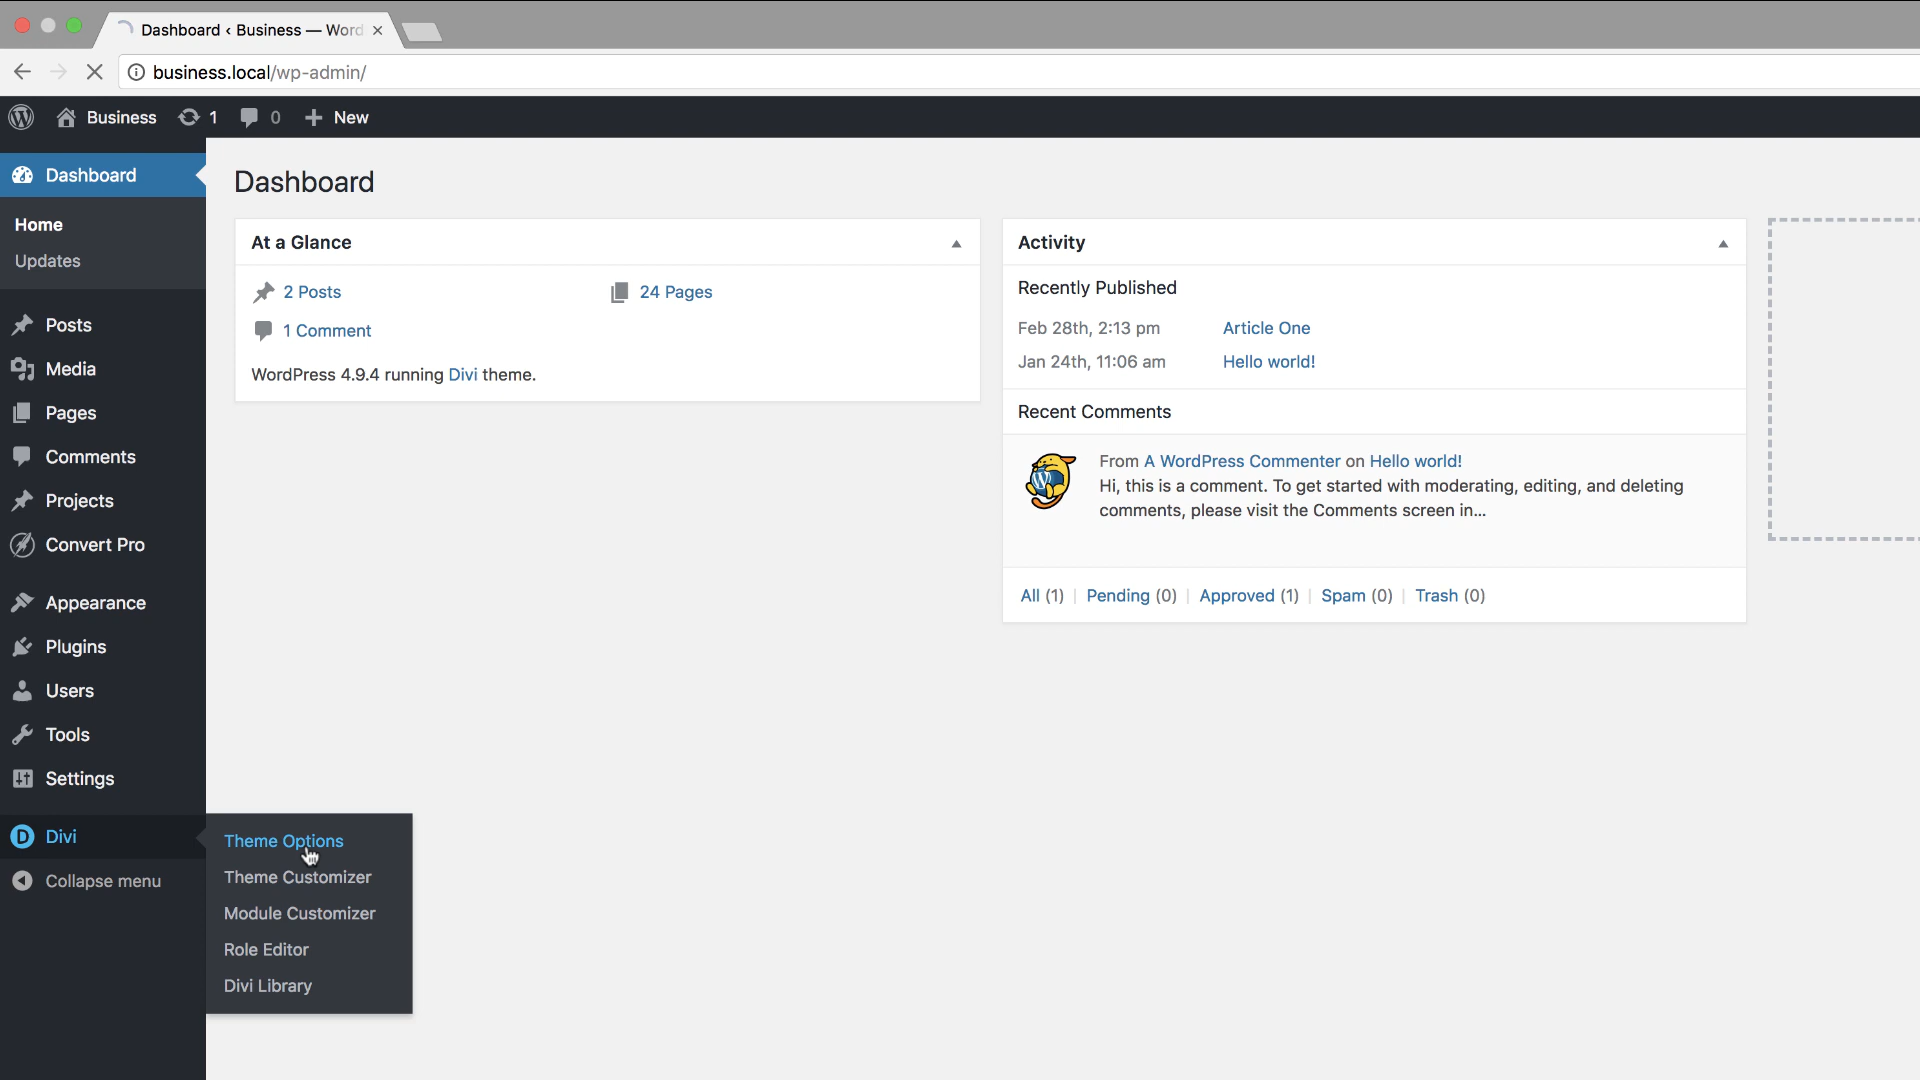 Dashboard ‹ Business — Word
business.local/wp-admin/
Business 1 0 New
Dashboard
Home
Updates
Posts
Media
Pages
Comments
Projects
Convert Pro
Appearance
Plugins
Users
Tools
Settings
Divi
Collapse menu
Theme Options
Theme Customizer
Module Customizer
Role Editor
Divi Library
Dashboard
At a Glance
2 Posts
24 Pages
1 Comment
WordPress 4.9.4 running Divi theme.
Activity
Recently Published
Feb 28th, 2:13 pm Article One
Jan 24th, 11:06 am Hello world!
Recent Comments
From A WordPress Commenter on Hello world!
Hi, this is a comment. To get started with moderating, editing, and deleting
comments, please visit the Comments screen in...
All (1) | Pending (0) | Approved (1) | Spam (0) | Trash (0)